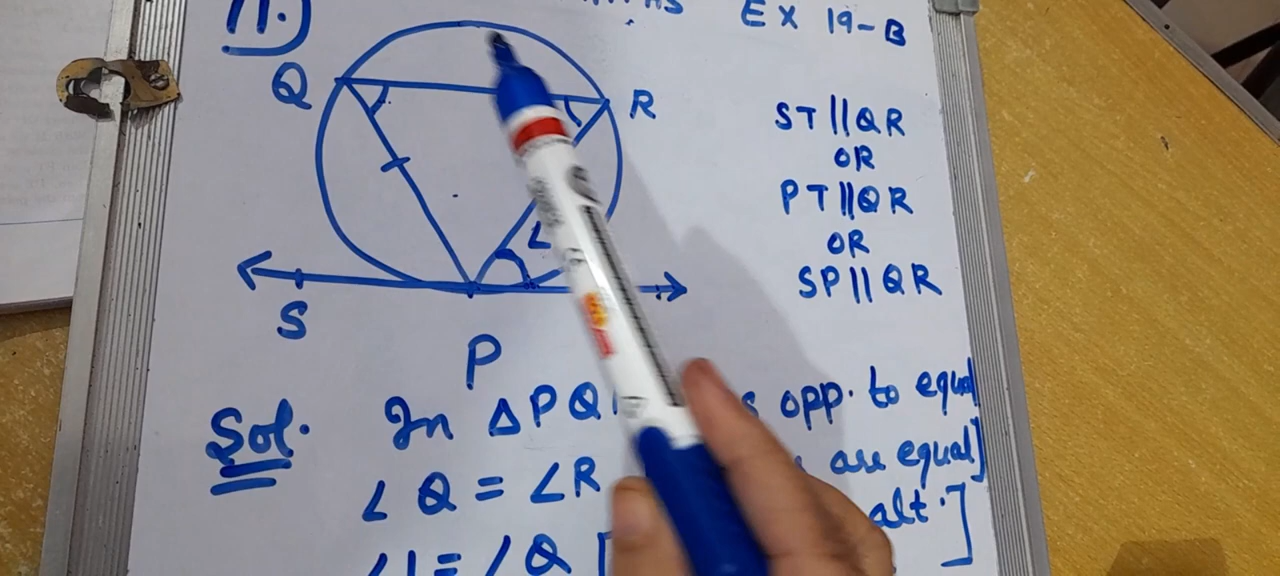 11.)
EX 19-B
Q
R
ST||QR
OR
PT||QR
OR
SP||QR
S
P
Sol. In ΔPQ opp. to equal
∠Q = ∠R are equal]
∠1 = ∠Q [ alt.]